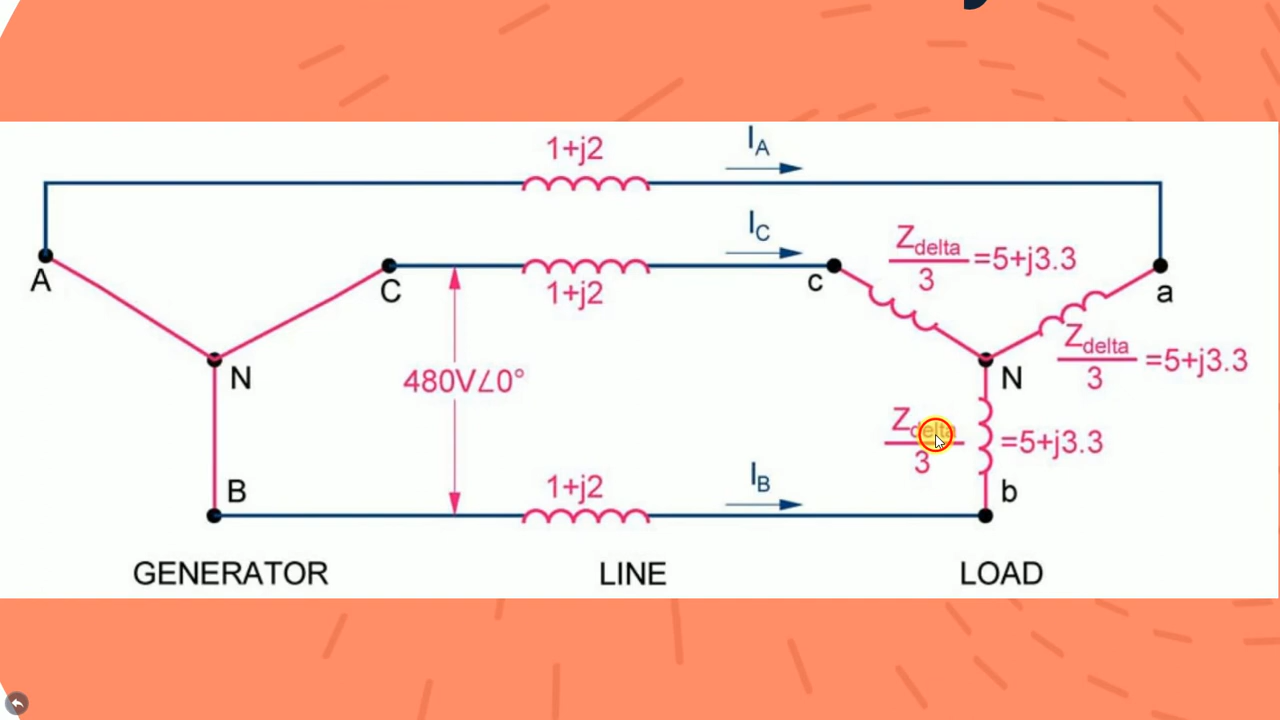 1+j2
I_A
I_C
Z_delta/3 =5+j3.3
A
C
1+j2
c
a
N
480V∠0°
N
Z_delta/3 =5+j3.3
Z_delta/3 =5+j3.3
B
1+j2
I_B
b
GENERATOR
LINE
LOAD